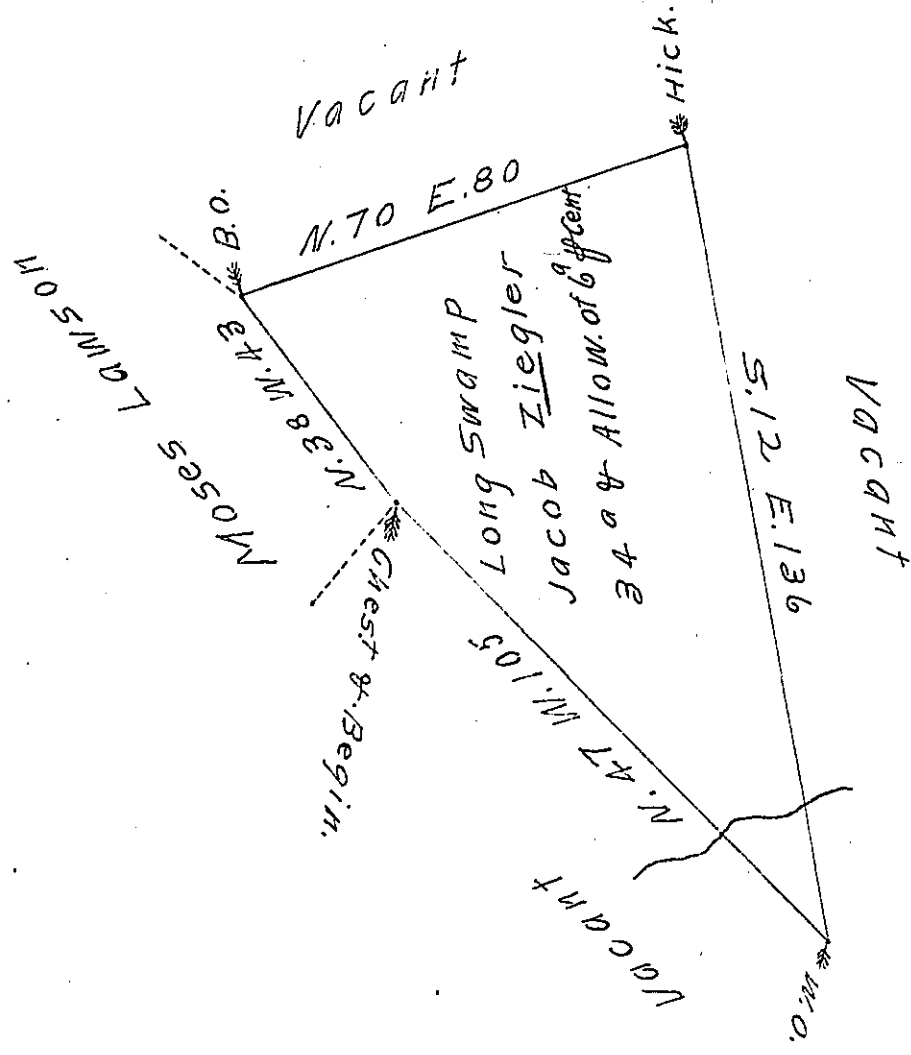 Vacant
Hick.
B.O.
N.70 E.80
Moses Lawson
N.38 W.43
Long Swamp
Jacob Ziegler
34 a & Allow. of 6 a
S.12 E.136
Vacant
Chest & Begin.
N.47 W.105
Vacant
W.O.